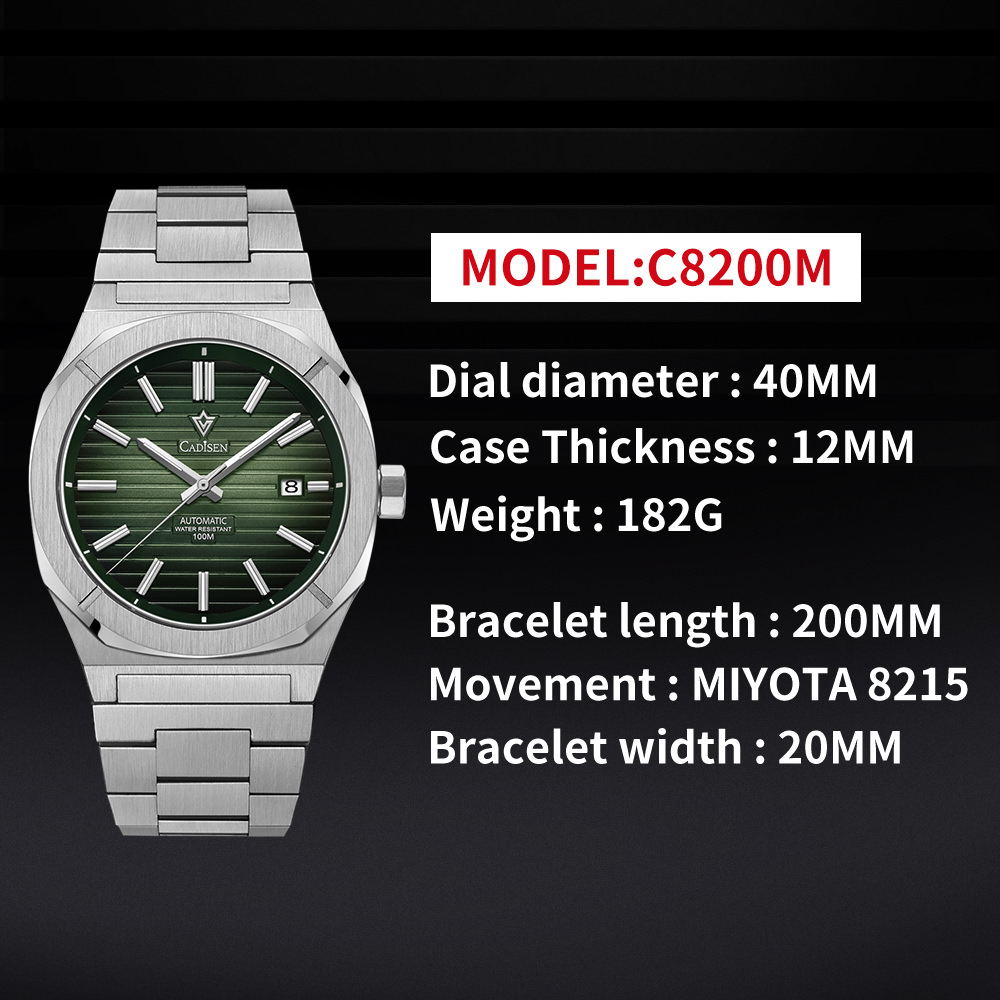 MODEL:C8200M
Dial diameter : 40MM
Case Thickness : 12MM
Weight : 182G
Bracelet length : 200MM
Movement : MIYOTA 8215
Bracelet width : 20MM
CADISEN
8
AUTOMATIC
WATER RESISTANT
100M